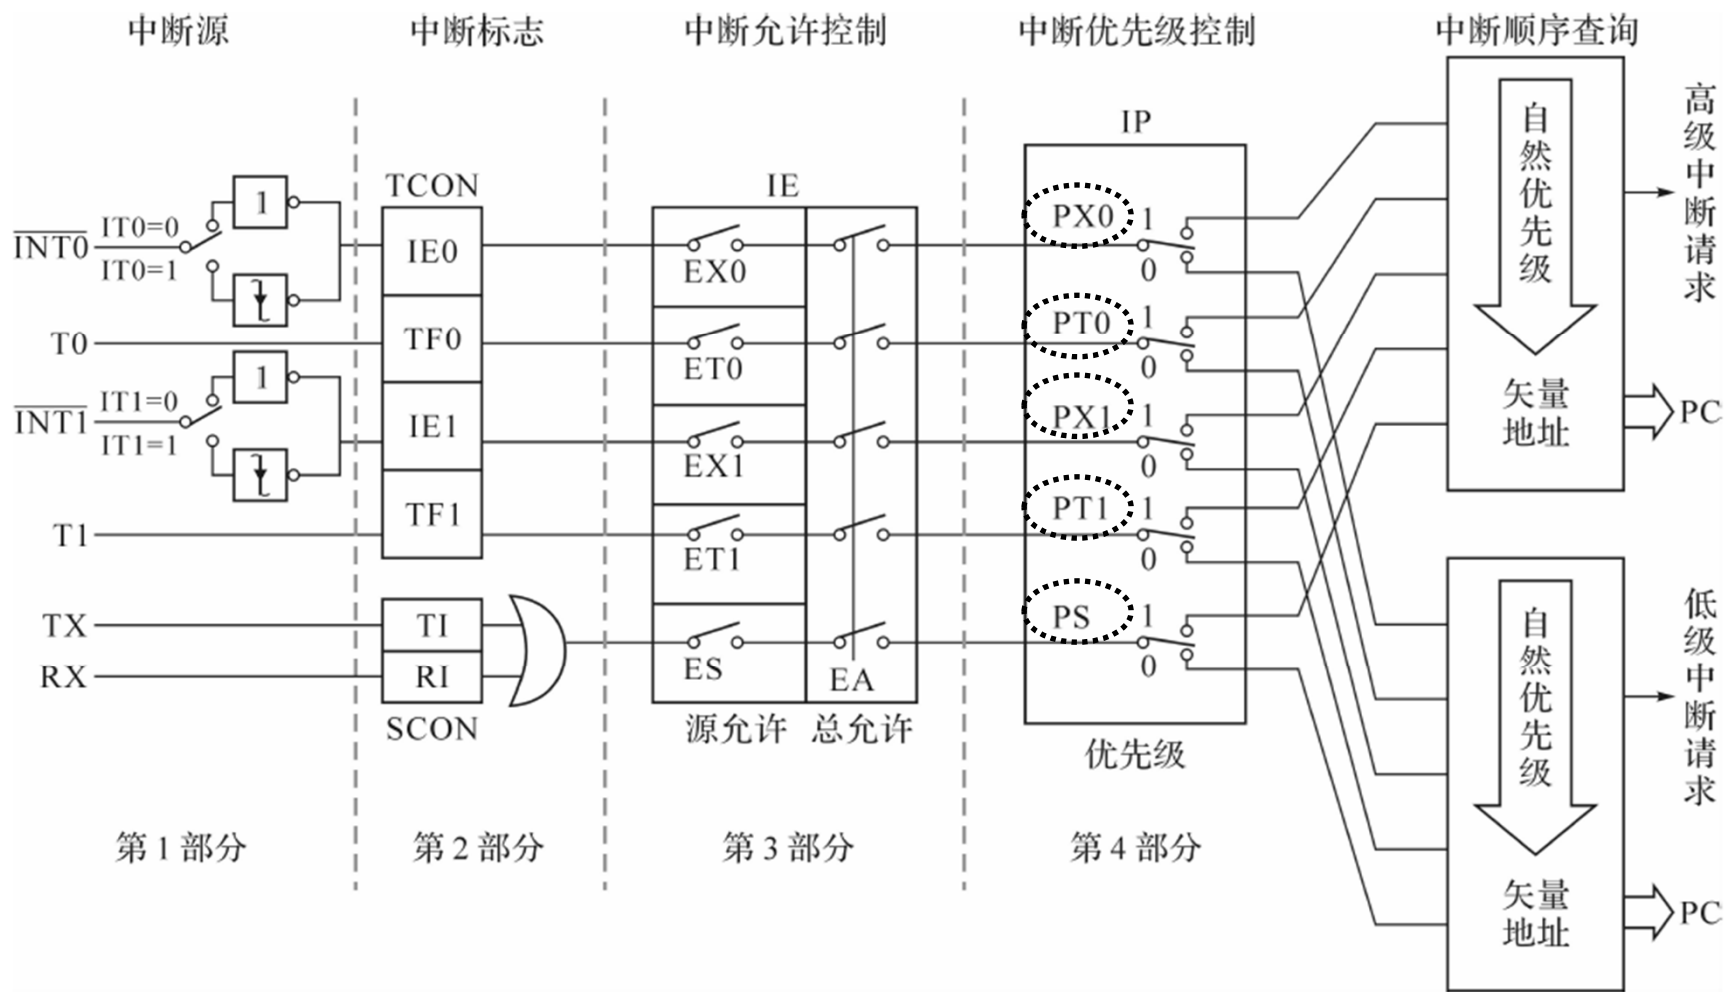 中断源
中断标志
中断允许控制
中断优先级控制
中断顺序查询
TCON
IE
IP
INT0
IT0=0
IT0=1
1
IE0
EX0
PX0
1
0
T0
TF0
ET0
PT0
1
0
INT1
IT1=0
IT1=1
1
IE1
EX1
PX1
1
0
T1
TF1
ET1
PT1
1
0
TX
TI
RX
RI
SCON
ES
EA
PS
1
0
源允许
总允许
优先级
自然优先级
矢量
地址
高级中断请求
PC
自然优先级
矢量
地址
低级中断请求
PC
第1部分
第2部分
第3部分
第4部分